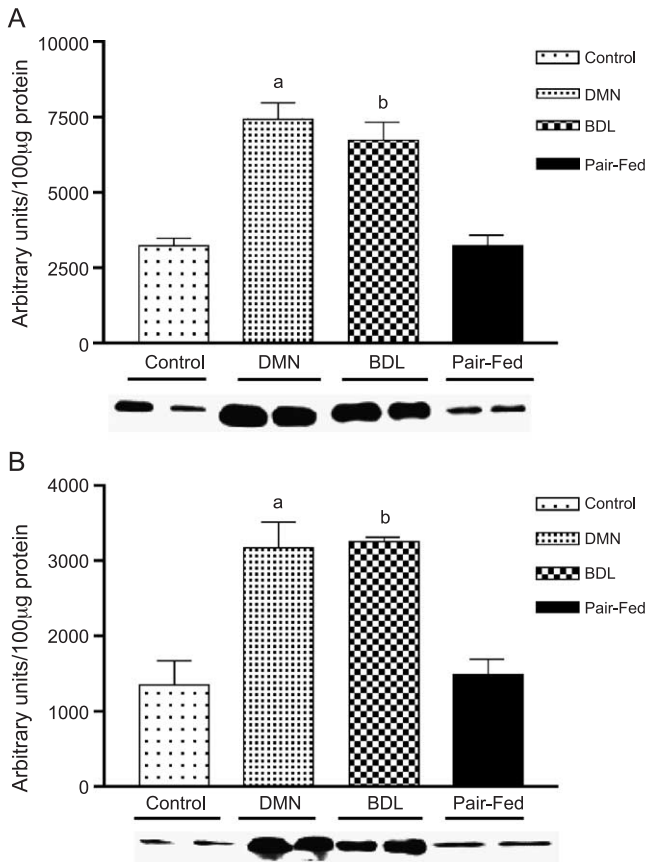 A
Arbitrary units/100μg protein
10000
7500
5000
2500
0
a
b
Control
DMN
BDL
Pair-Fed
Control
DMN
BDL
Pair-Fed
B
Arbitrary units/100μg protein
4000
3000
2000
1000
0
a
b
Control
DMN
BDL
Pair-Fed
Control
DMN
BDL
Pair-Fed